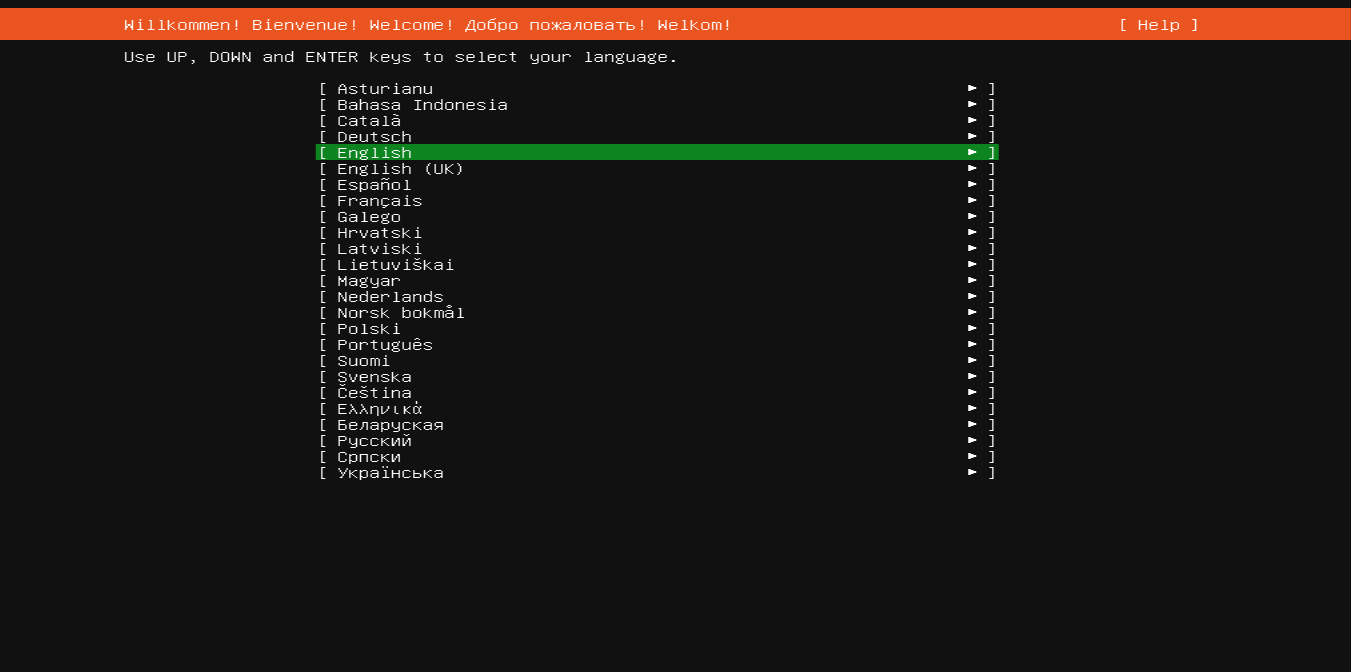 Willkommen! Bienvenue! Welcome! Добро пожаловать! Welkom! [ Help ]
Use UP, DOWN and ENTER keys to select your language.
[ Asturianu ► ]
[ Bahasa Indonesia ► ]
[ Català ► ]
[ Deutsch ► ]
[ English ► ]
[ English (UK) ► ]
[ Español ► ]
[ Français ► ]
[ Galego ► ]
[ Hrvatski ► ]
[ Latviski ► ]
[ Lietuviškai ► ]
[ Magyar ► ]
[ Nederlands ► ]
[ Norsk bokmål ► ]
[ Polski ► ]
[ Português ► ]
[ Suomi ► ]
[ Svenska ► ]
[ Čeština ► ]
[ Ελληνικά ► ]
[ Беларуская ► ]
[ Русский ► ]
[ Српски ► ]
[ Українська ► ]